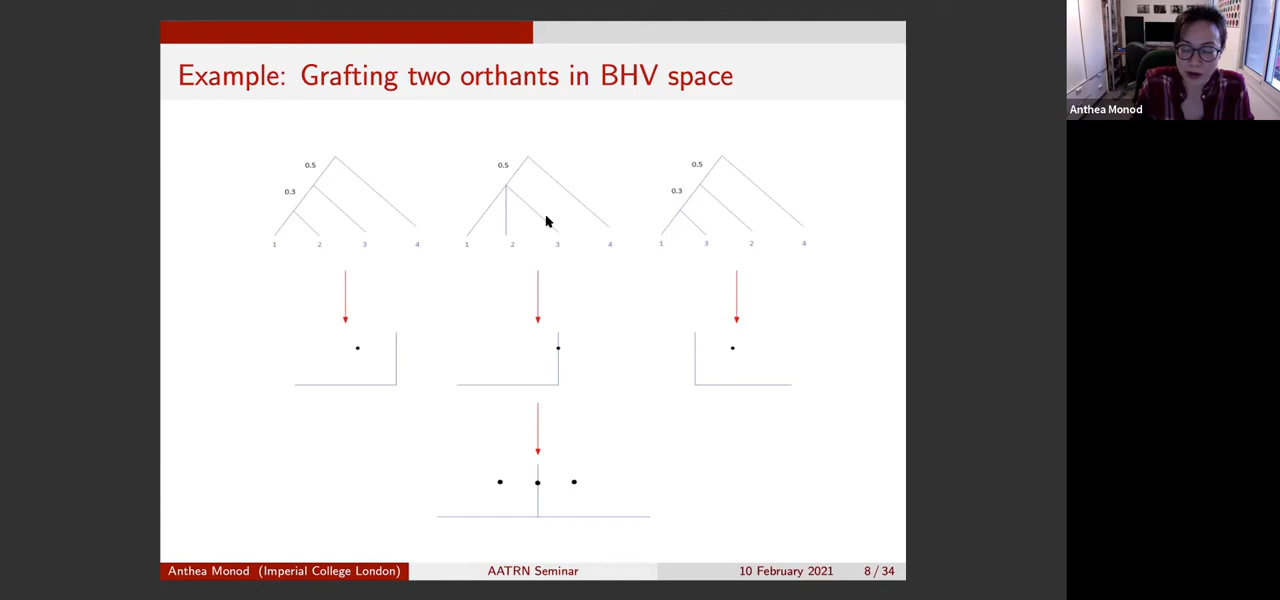 Example: Grafting two orthants in BHV space
0.5 0.5 0.5
0.3 0.3
1 2 3 4 1 2 3 4 1 3 2 4
Anthea Monod (Imperial College London) AATRN Seminar 10 February 2021 8 / 34
Anthea Monod